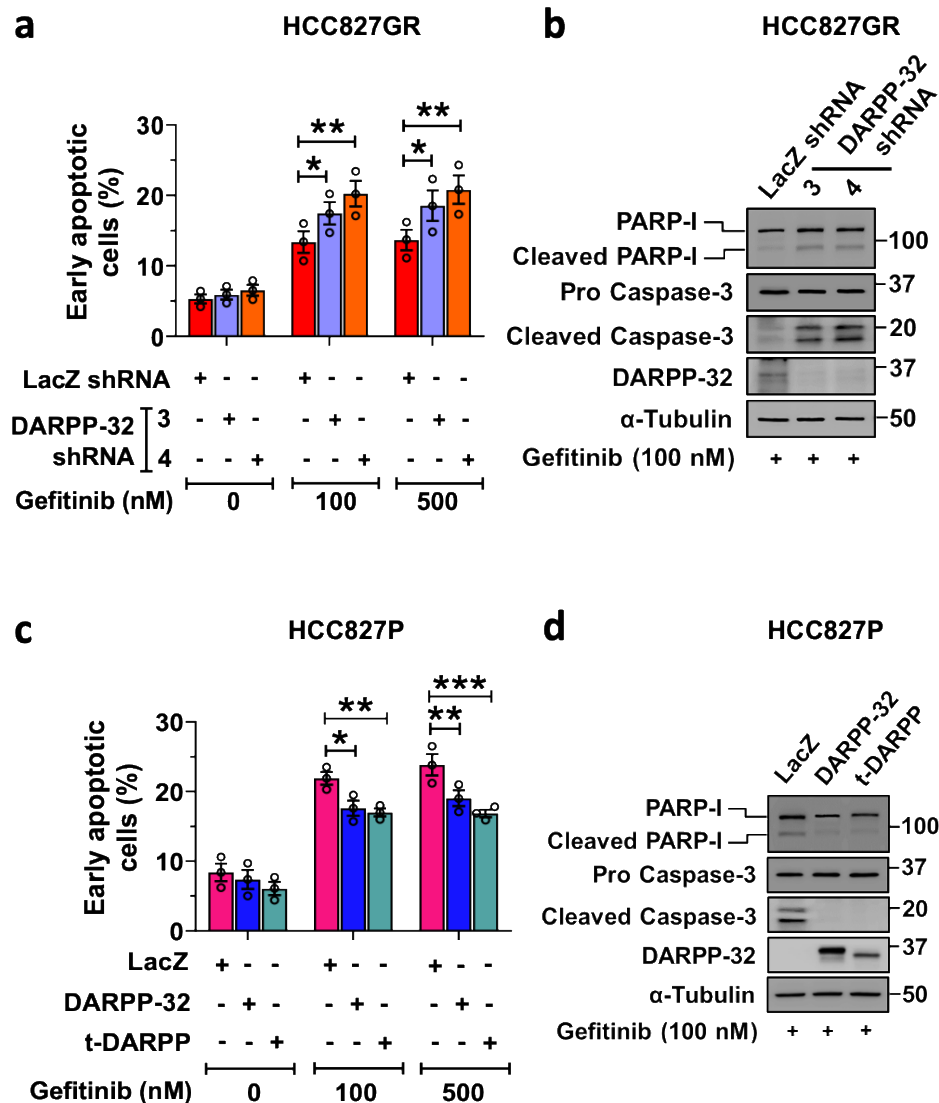 a
HCC827GR
Early apoptotic
cells (%)
30
20
10
0
*
**
*
**
LacZ shRNA + - - + - - + - -
DARPP-32
shRNA
3 - + - - + - - + -
4 - - + - - + - - +
Gefitinib (nM) 0 100 500
b
HCC827GR
LacZ shRNA
DARPP-32
shRNA
3 4
PARP-I
Cleaved PARP-I
100
Pro Caspase-3
37
Cleaved Caspase-3
20
DARPP-32
37
α-Tubulin
50
Gefitinib (100 nM) + + +
c
HCC827P
Early apoptotic
cells (%)
30
20
10
0
**
*
***
**
LacZ + - - + - - + - -
DARPP-32 - + - - + - - + -
t-DARPP - - + - - + - - +
Gefitinib (nM) 0 100 500
d
HCC827P
LacZ
DARPP-32
t-DARPP
PARP-I
Cleaved PARP-I
100
Pro Caspase-3
37
Cleaved Caspase-3
20
DARPP-32
37
α-Tubulin
50
Gefitinib (100 nM) + + +